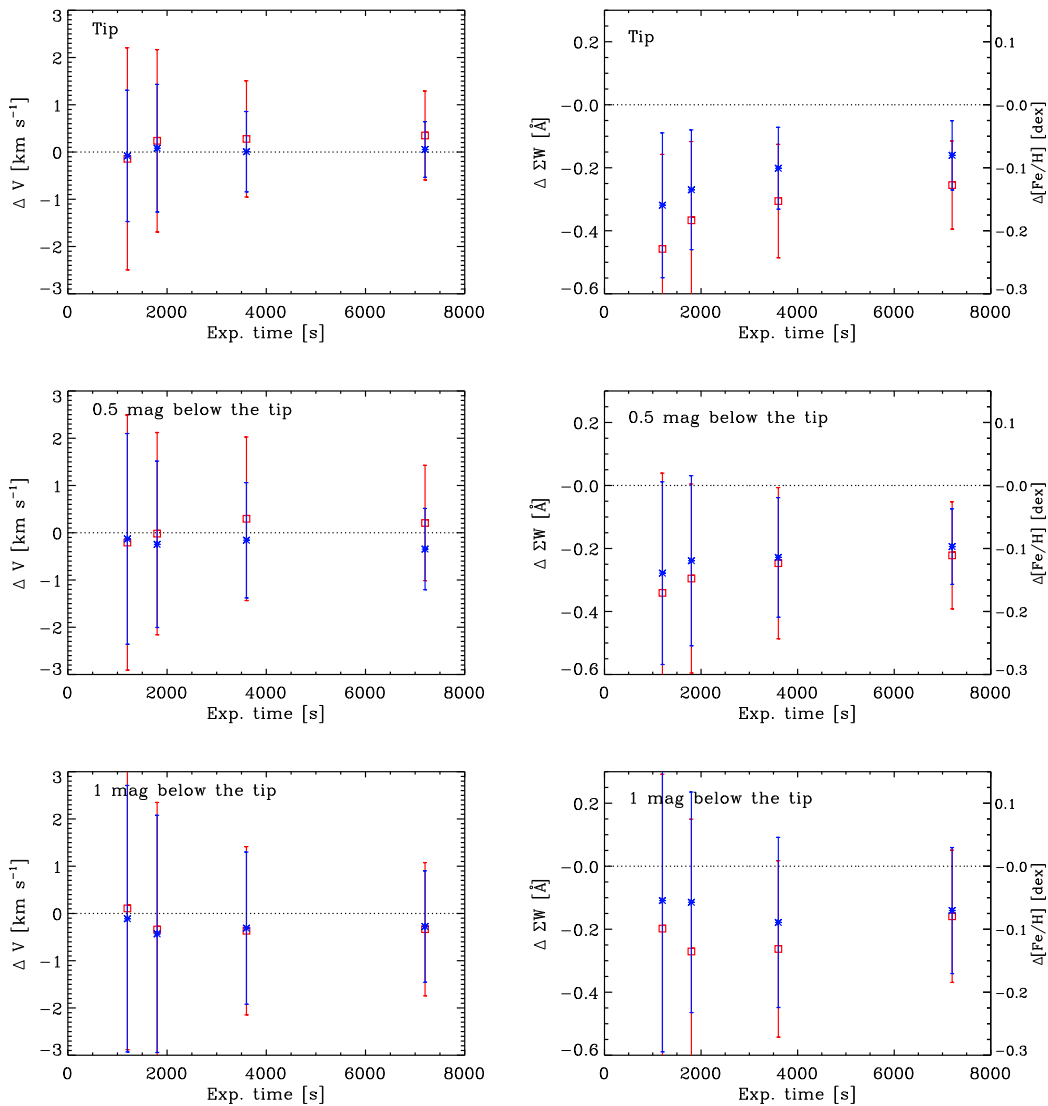 Tip
3
2
1
0
−1
−2
−3
Δ V [km s⁻¹]
0 2000 4000 6000 8000
Exp. time [s]
Tip
0.2
−0.0
−0.2
−0.4
−0.6
Δ ΣW [Å]
0.1
−0.0
−0.1
−0.2
−0.3
Δ[Fe/H] [dex]
0 2000 4000 6000 8000
Exp. time [s]
0.5 mag below the tip
3
2
1
0
−1
−2
−3
Δ V [km s⁻¹]
0 2000 4000 6000 8000
Exp. time [s]
0.5 mag below the tip
0.2
−0.0
−0.2
−0.4
−0.6
Δ ΣW [Å]
0.1
−0.0
−0.1
−0.2
−0.3
Δ[Fe/H] [dex]
0 2000 4000 6000 8000
Exp. time [s]
1 mag below the tip
3
2
1
0
−1
−2
−3
Δ V [km s⁻¹]
0 2000 4000 6000 8000
Exp. time [s]
1 mag below the tip
0.2
−0.0
−0.2
−0.4
−0.6
Δ ΣW [Å]
0.1
−0.0
−0.1
−0.2
−0.3
Δ[Fe/H] [dex]
0 2000 4000 6000 8000
Exp. time [s]